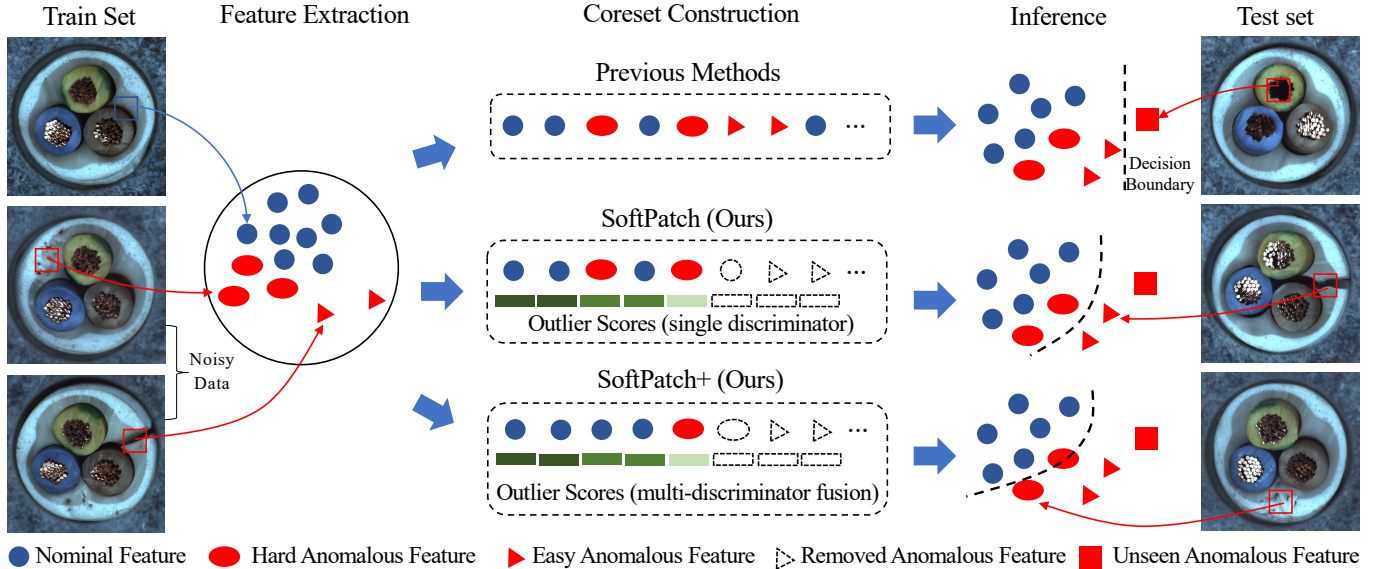 Train Set
Feature Extraction
Coreset Construction
Inference
Test set
Previous Methods
...
Decision
Boundary
SoftPatch (Ours)
...
Outlier Scores (single discriminator)
Noisy
Data
SoftPatch+ (Ours)
...
Outlier Scores (multi-discriminator fusion)
Nominal Feature
Hard Anomalous Feature
Easy Anomalous Feature
Removed Anomalous Feature
Unseen Anomalous Feature